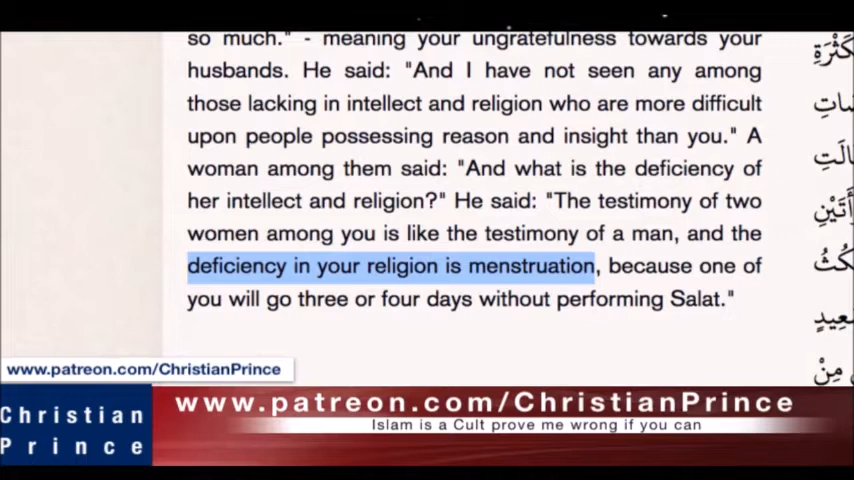 so much." - meaning your ungratefulness towards your
husbands. He said: "And I have not seen any among
those lacking in intellect and religion who are more difficult
upon people possessing reason and insight than you." A
woman among them said: "And what is the deficiency of
her intellect and religion?" He said: "The testimony of two
women among you is like the testimony of a man, and the
deficiency in your religion is menstruation, because one of
you will go three or four days without performing Salat."
مِنْ
www.patreon.com/ChristianPrince
Christian
Prince
www.patreon.com/ChristianPrince
Islam is a Cult prove me wrong if you can